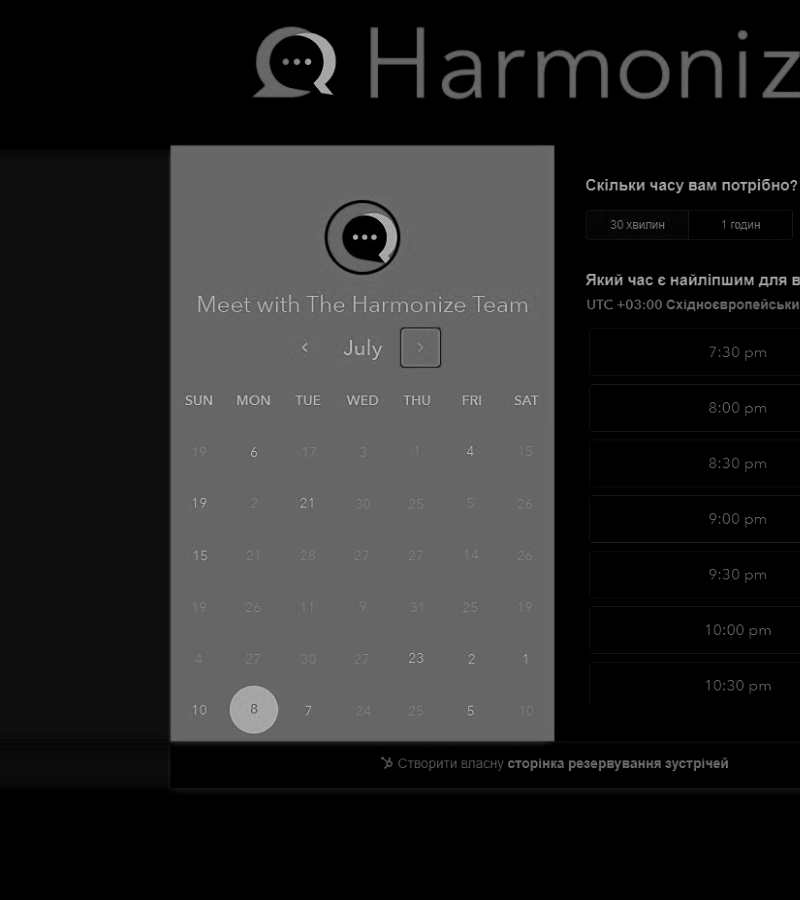 Harmoniz
Meet with The Harmonize Team
July
SUN MON TUE WED THU FRI SAT
19 6 17 3 1 4 15
19 2 21 30 25 5 26
15 21 28 27 27 14 26
19 26 11 9 31 25 19
4 27 30 27 23 2 1
10 8 7 24 25 5 10
Скільки часу вам потрібно?
30 хвилин 1 годин
Який час є найліпшим для в
UTC +03:00 Східноєвропейськи
7:30 pm
8:00 pm
8:30 pm
9:00 pm
9:30 pm
10:00 pm
10:30 pm
Створити власну сторінка резервування зустрічей